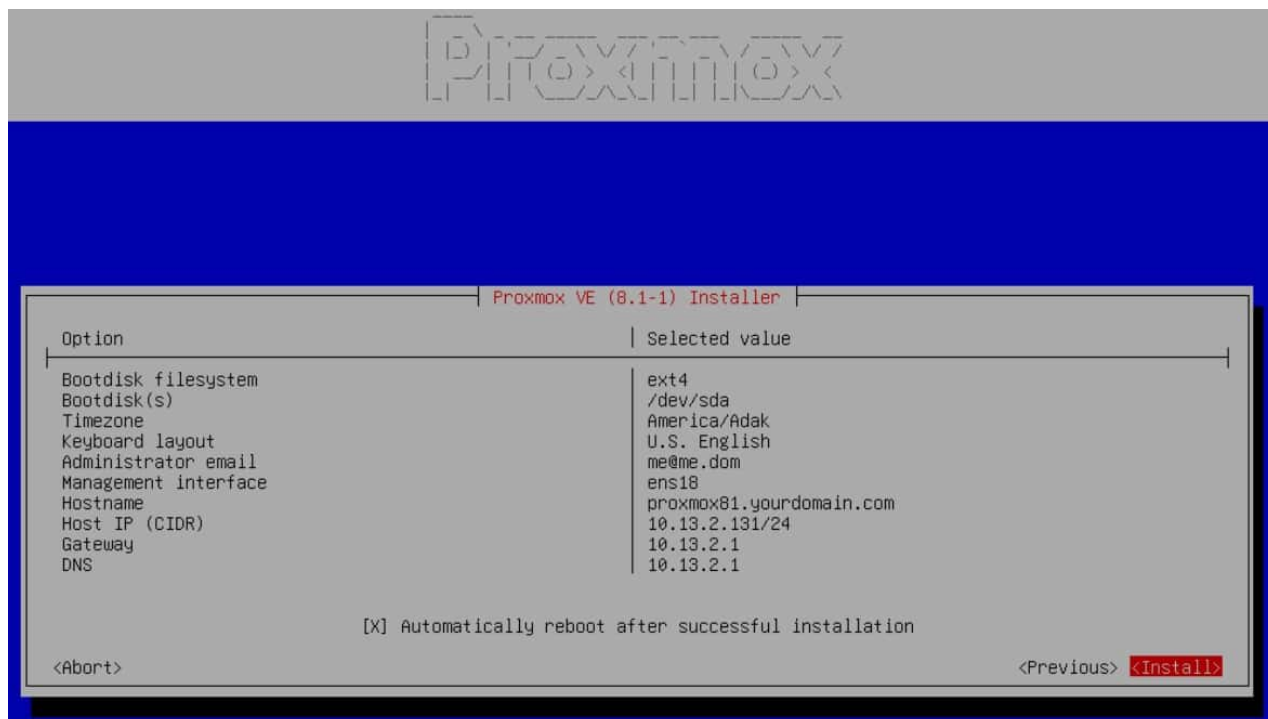 Proxmox
Proxmox VE (8.1-1) Installer
Option | Selected value
Bootdisk filesystem | ext4
Bootdisk(s) | /dev/sda
Timezone | America/Adak
Keyboard layout | U.S. English
Administrator email | me@me.dom
Management interface | ens18
Hostname | proxmox81.yourdomain.com
Host IP (CIDR) | 10.13.2.131/24
Gateway | 10.13.2.1
DNS | 10.13.2.1
[X] Automatically reboot after successful installation
<Abort> <Previous> <Install>